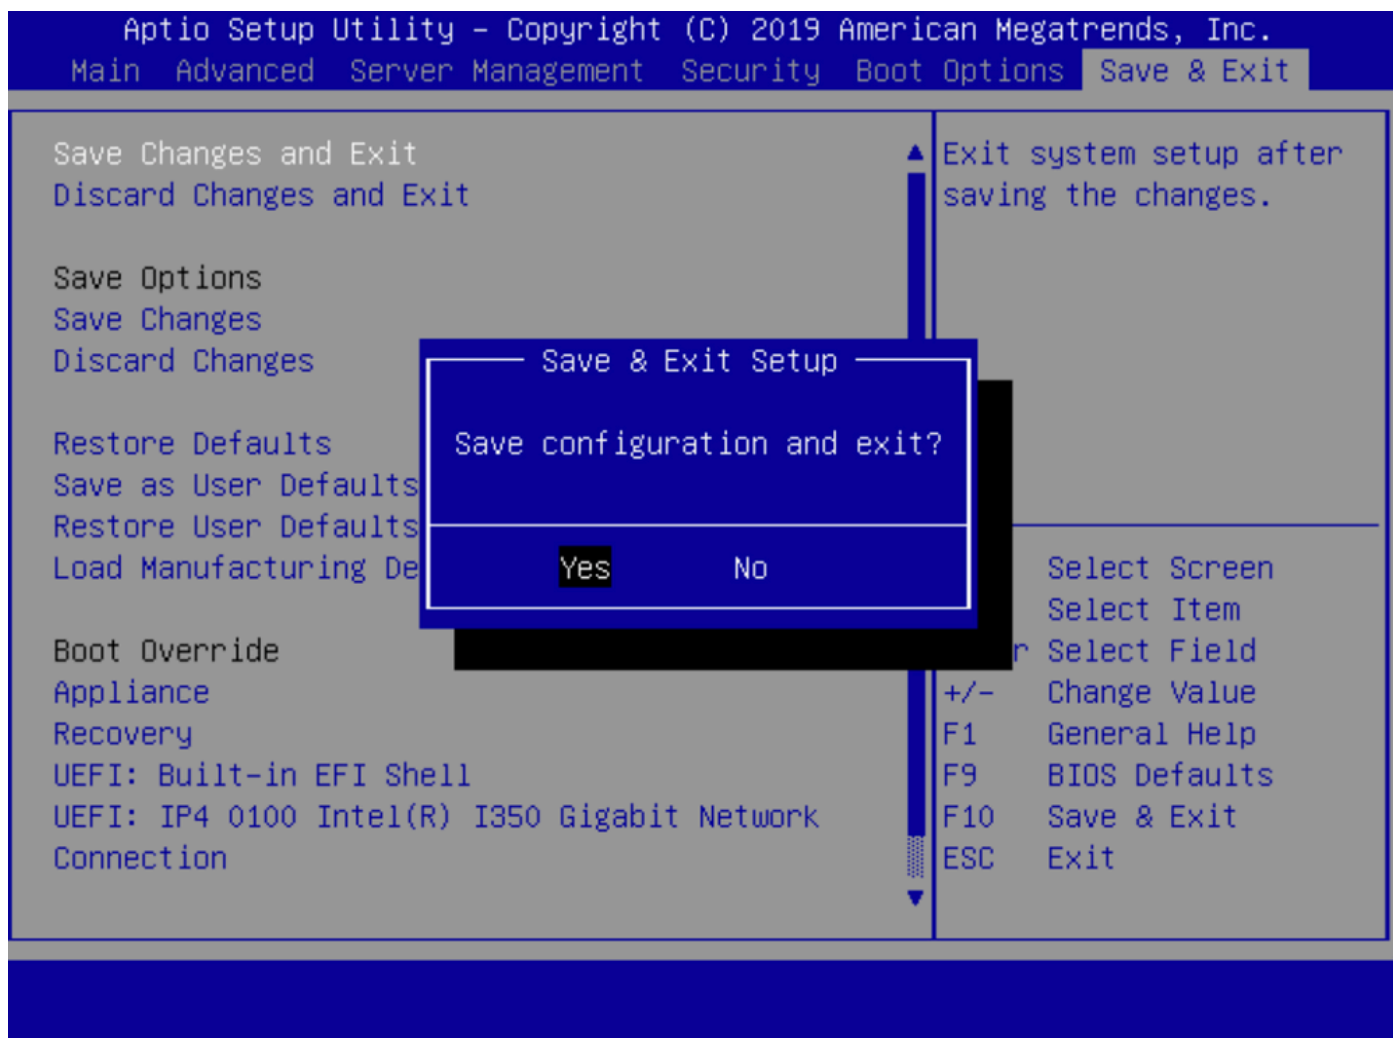 Aptio Setup Utility – Copyright (C) 2019 American Megatrends, Inc.
Main Advanced Server Management Security Boot Options Save & Exit
Save Changes and Exit
Discard Changes and Exit
Save Options
Save Changes
Discard Changes
Restore Defaults
Save as User Defaults
Restore User Defaults
Load Manufacturing De
Boot Override
Appliance
Recovery
UEFI: Built-in EFI Shell
UEFI: IP4 0100 Intel(R) I350 Gigabit Network
Connection
Save & Exit Setup
Save configuration and exit?
Yes No
Exit system setup after
saving the changes.
Select Screen
Select Item
r Select Field
+/- Change Value
F1 General Help
F9 BIOS Defaults
F10 Save & Exit
ESC Exit